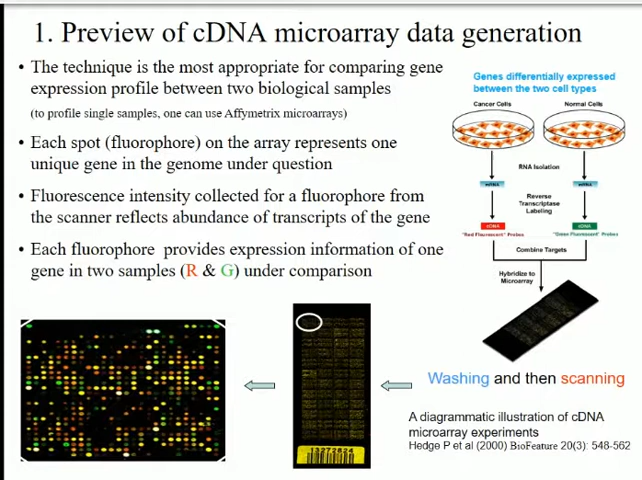 1. Preview of cDNA microarray data generation
• The technique is the most appropriate for comparing gene
expression profile between two biological samples
(to profile single samples, one can use Affymetrix microarrays)
• Each spot (fluorophore) on the array represents one
unique gene in the genome under question
• Fluorescence intensity collected for a fluorophore from
the scanner reflects abundance of transcripts of the gene
• Each fluorophore provides expression information of one
gene in two samples (R & G) under comparison
Genes differentially expressed
between the two cell types
Cancer Cells
Normal Cells
RNA Isolation
mRNA
mRNA
Reverse
Transcriptase
Labeling
cDNA
cDNA
"Red Fluorescent" Probes
"Green Fluorescent" Probes
Combine Targets
Hybridize to
Microarray
Washing and then scanning
A diagrammatic illustration of cDNA
microarray experiments
Hedge P et al (2000) BioFeature 20(3): 548-562